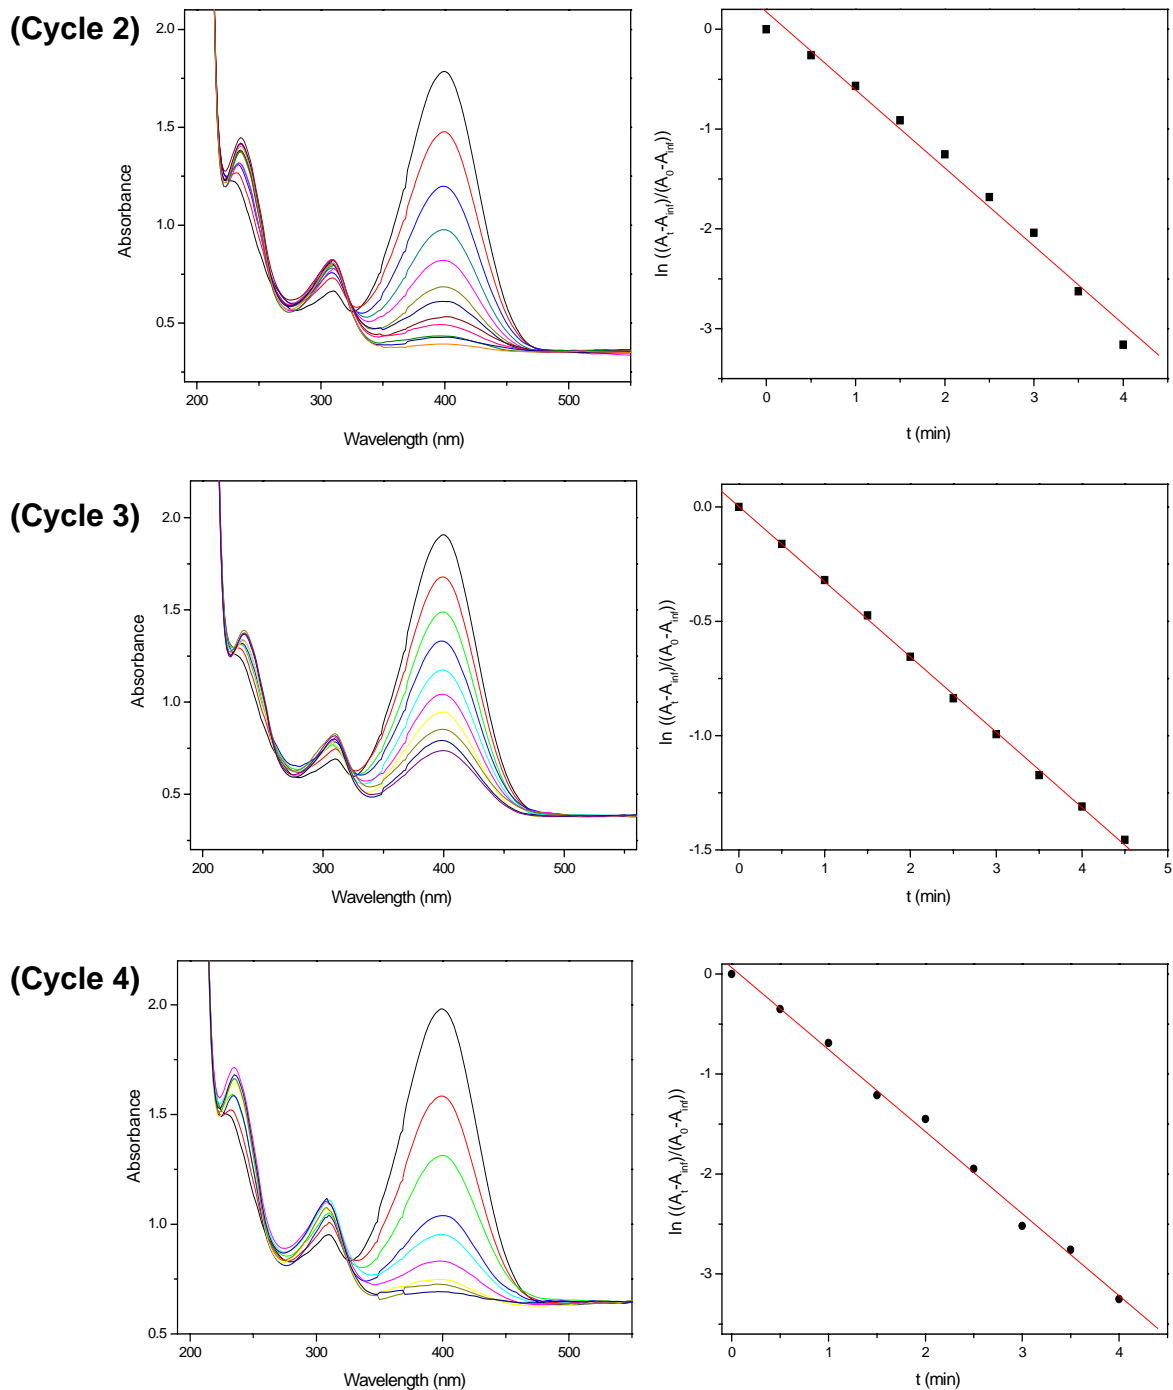 (Cycle 2)
2.0
1.5
1.0
0.5
Absorbance
200 300 400 500
Wavelength (nm)
0
-1
-2
-3
ln ((At-Ainf)/(A0-Ainf))
0 1 2 3 4
t (min)
(Cycle 3)
2.0
1.5
1.0
0.5
Absorbance
200 300 400 500
Wavelength (nm)
0.0
-0.5
-1.0
-1.5
ln ((At-Ainf)/(A0-Ainf))
0 1 2 3 4 5
t (min)
(Cycle 4)
2.0
1.5
1.0
0.5
Absorbance
200 300 400 500
Wavelength (nm)
0
-1
-2
-3
ln ((At-Ainf)/(A0-Ainf))
0 1 2 3 4
t (min)